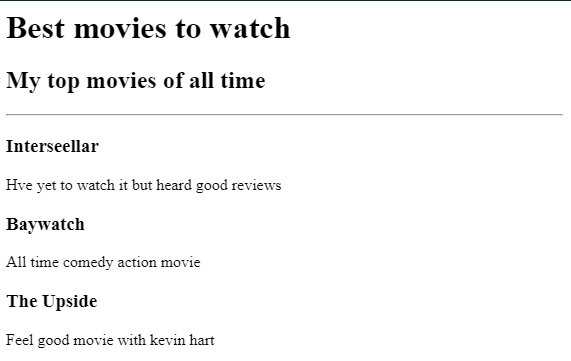 Best movies to watch
My top movies of all time
Interseellar
Hve yet to watch it but heard good reviews
Baywatch
All time comedy action movie
The Upside
Feel good movie with kevin hart